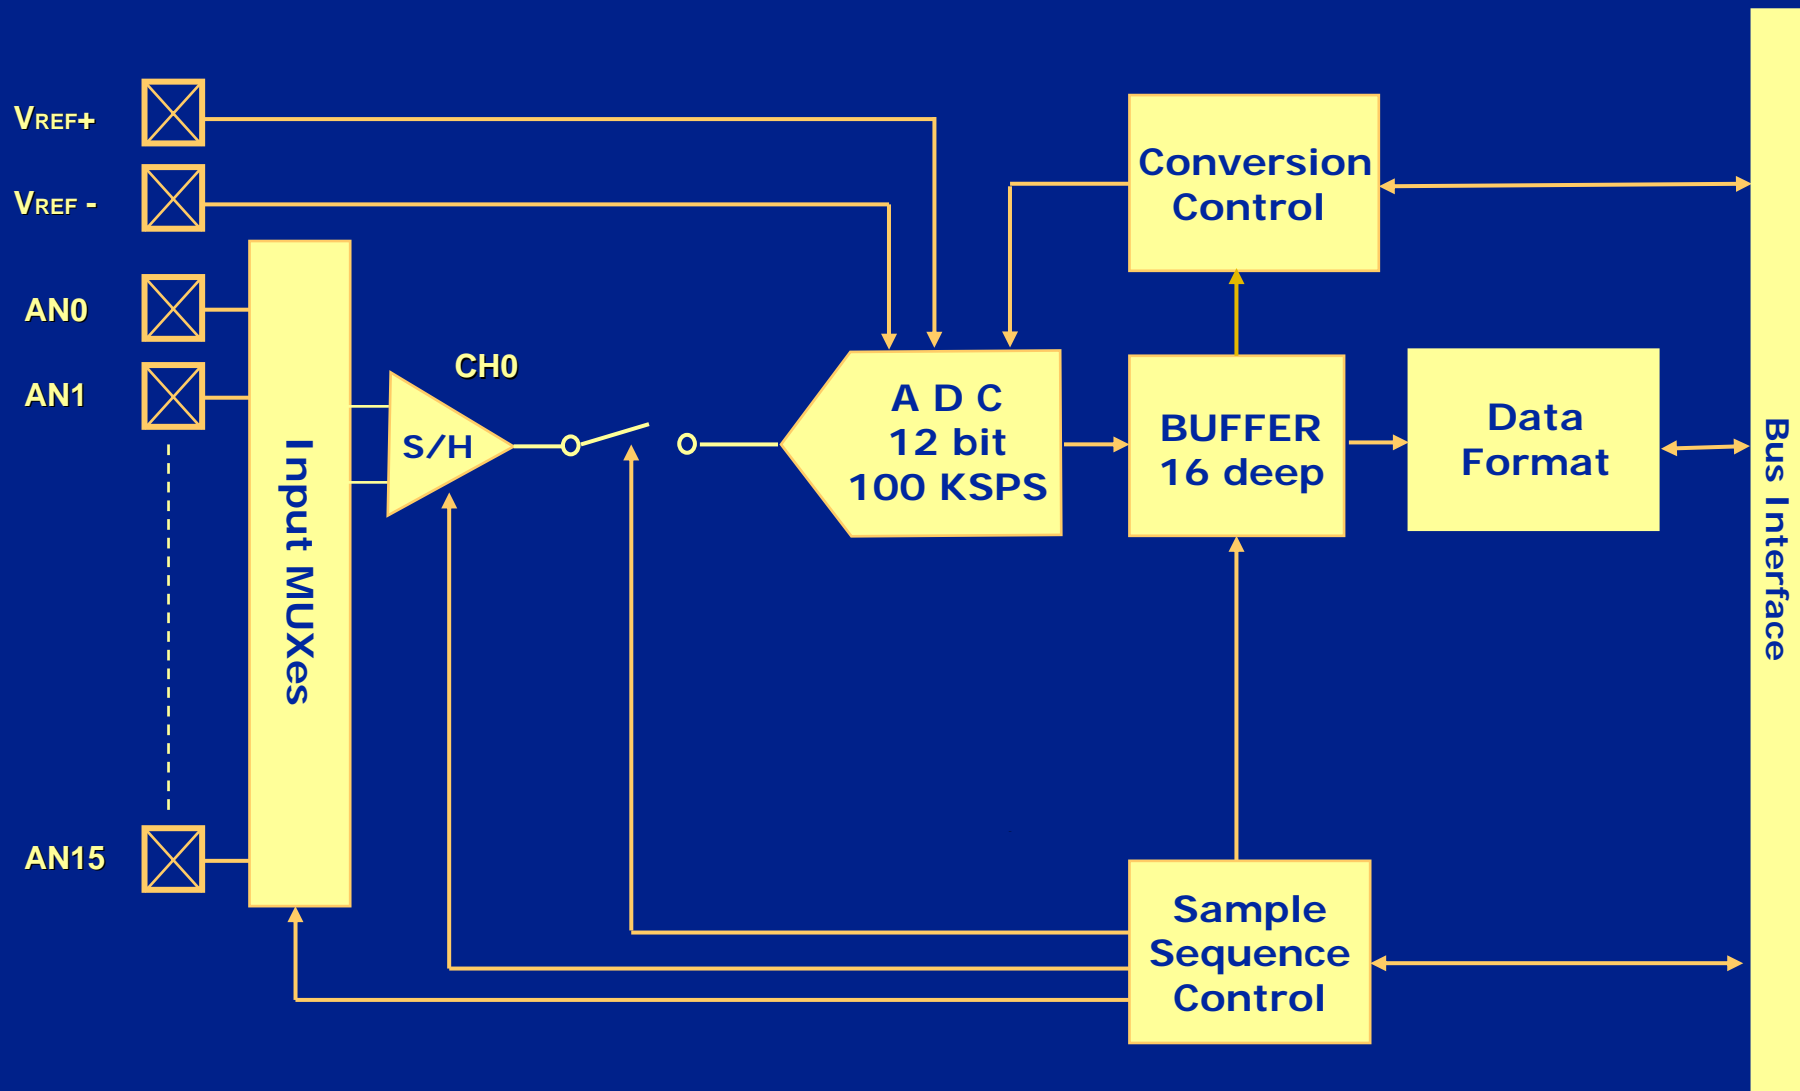 VREF+
VREF -
AN0
AN1
AN15
Input MUXes
CH0
S/H
A D C
12 bit
100 KSPS
Conversion
Control
BUFFER
16 deep
Data
Format
Sample
Sequence
Control
Bus Interface